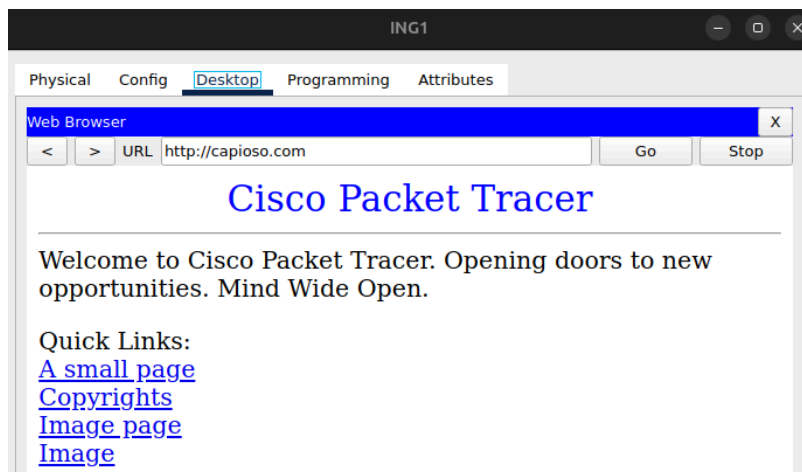 ING1
Physical Config Desktop Programming Attributes
Web Browser X
< > URL http://capioso.com Go Stop
Cisco Packet Tracer
Welcome to Cisco Packet Tracer. Opening doors to new
opportunities. Mind Wide Open.
Quick Links:
A small page
Copyrights
Image page
Image